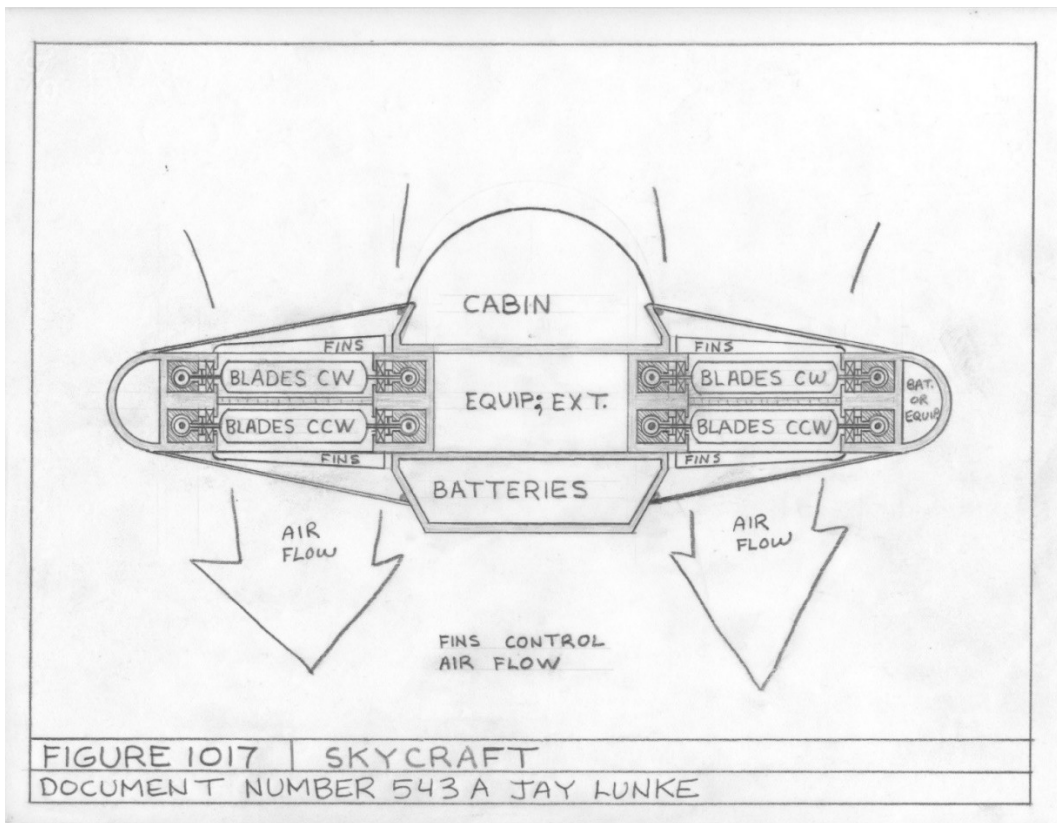 CABIN
FINS
FINS
BLADES CW
BLADES CW
BAT.
OR
EQUIP
EQUIP; EXT.
BLADES CCW
BLADES CCW
FINS
FINS
BATTERIES
AIR
FLOW
AIR
FLOW
FINS CONTROL
AIR FLOW
FIGURE 1017 SKYCRAFT
DOCUMENT NUMBER 543 A JAY LUNKE